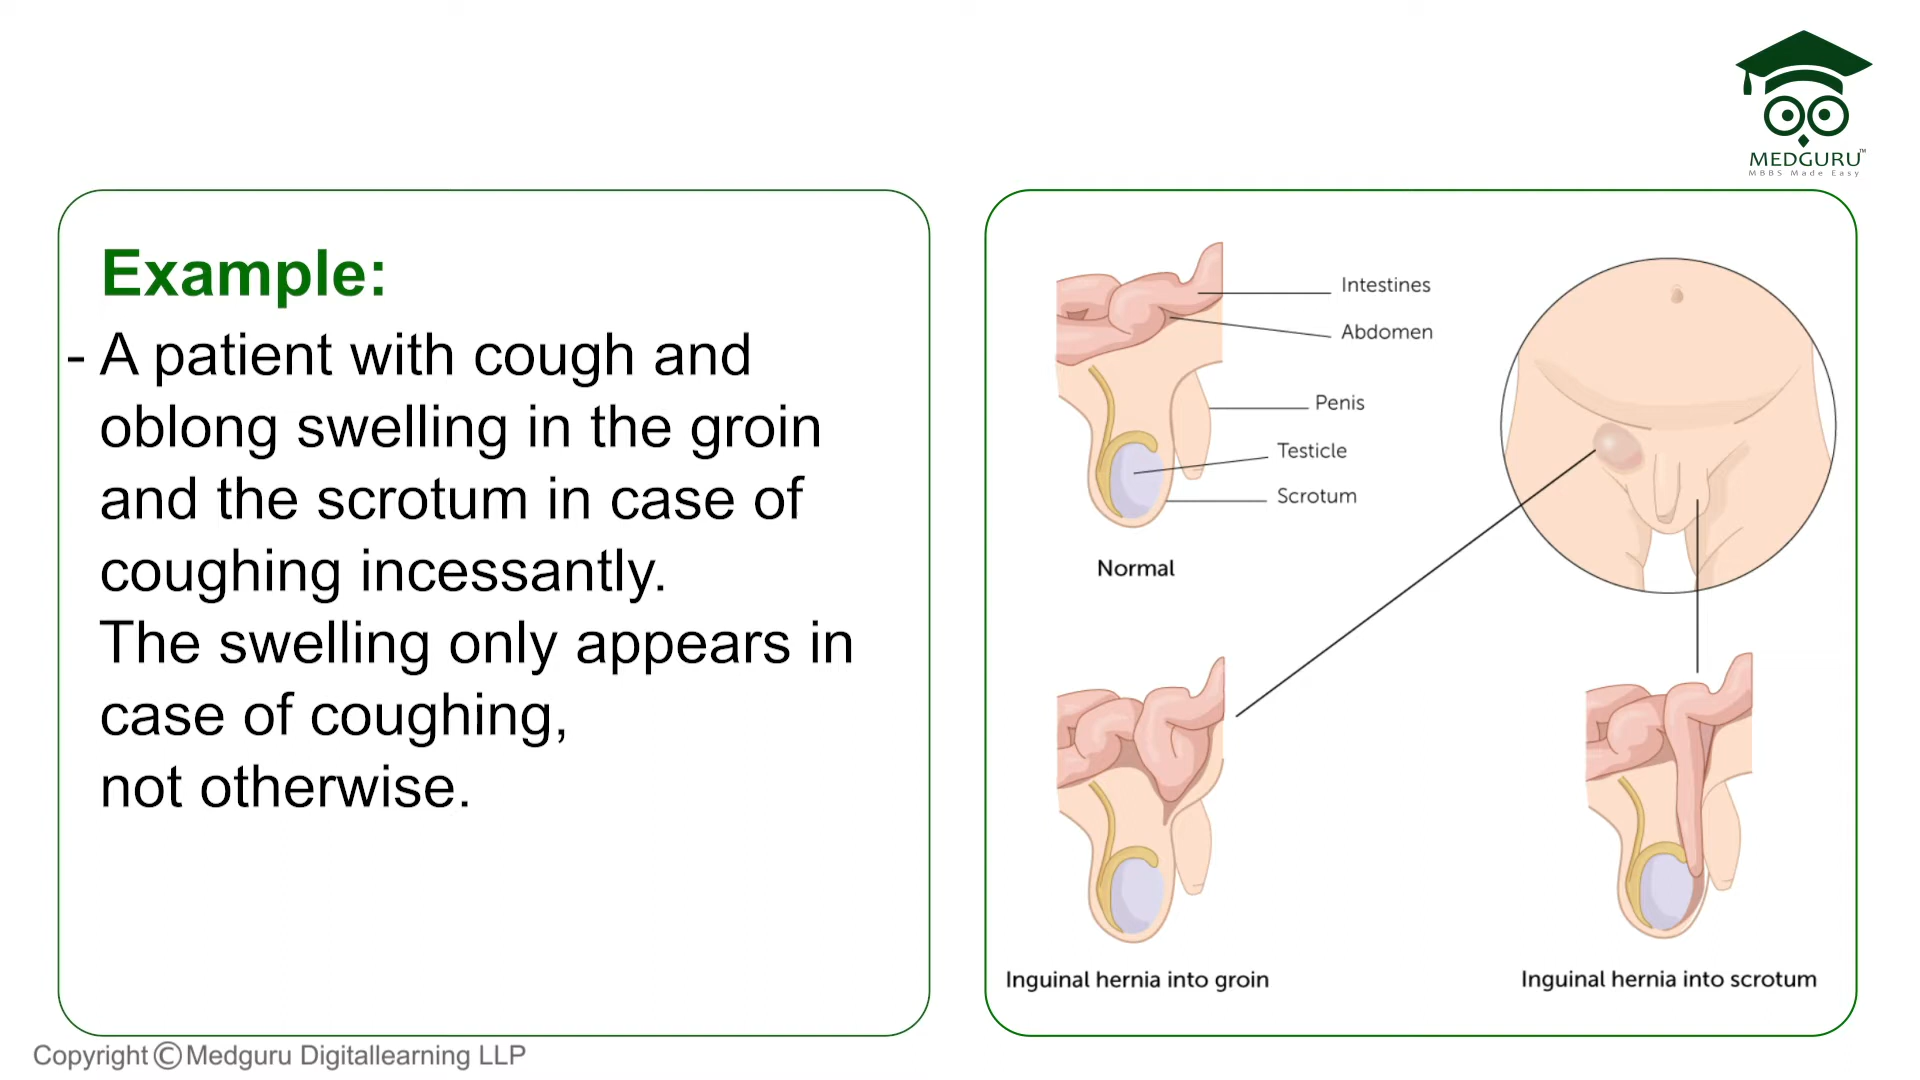 MEDGURU™
MBBS Made Easy
Example:
- A patient with cough and
oblong swelling in the groin
and the scrotum in case of
coughing incessantly.
The swelling only appears in
case of coughing,
not otherwise.
Intestines
Abdomen
Penis
Testicle
Scrotum
Normal
Inguinal hernia into groin
Inguinal hernia into scrotum
Copyright © Medguru Digitallearning LLP